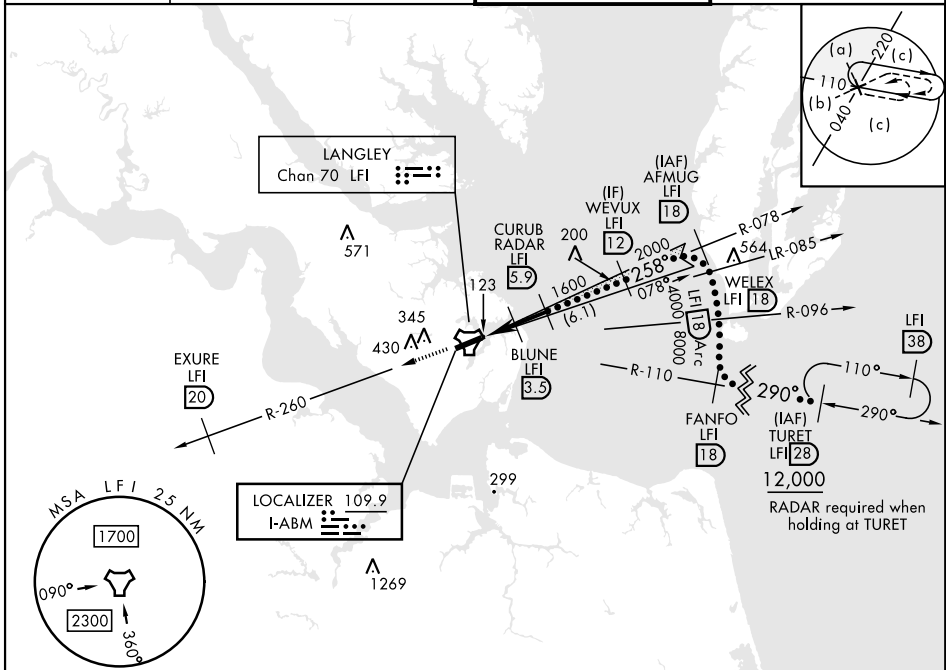 (a)
220
(c)
110
(b)
040
(c)
LANGLEY
Chan 70 LFI
571
(IAF)
AFMUG
LFI
18
(IF)
WEVUX
LFI
12
CURUB
RADAR
LFI
5.9
200
2000
258°
R-078
564
LR-085
1600
078°
(6.1)
WELEX
LFI 18
123
345
430
4000
8000
LFI 18 Arc
R-096
LFI
38
EXURE
LFI
20
BLUNE
LFI
3.5
R-110
110°
290°
290°
R-260
FANFO
LFI
18
(IAF)
TURET
LFI 28
12,000
RADAR required when
holding at TURET
LOCALIZER 109.9
I-ABM
299
1269
MSA LFI 25 NM
1700
090°
2300
360°